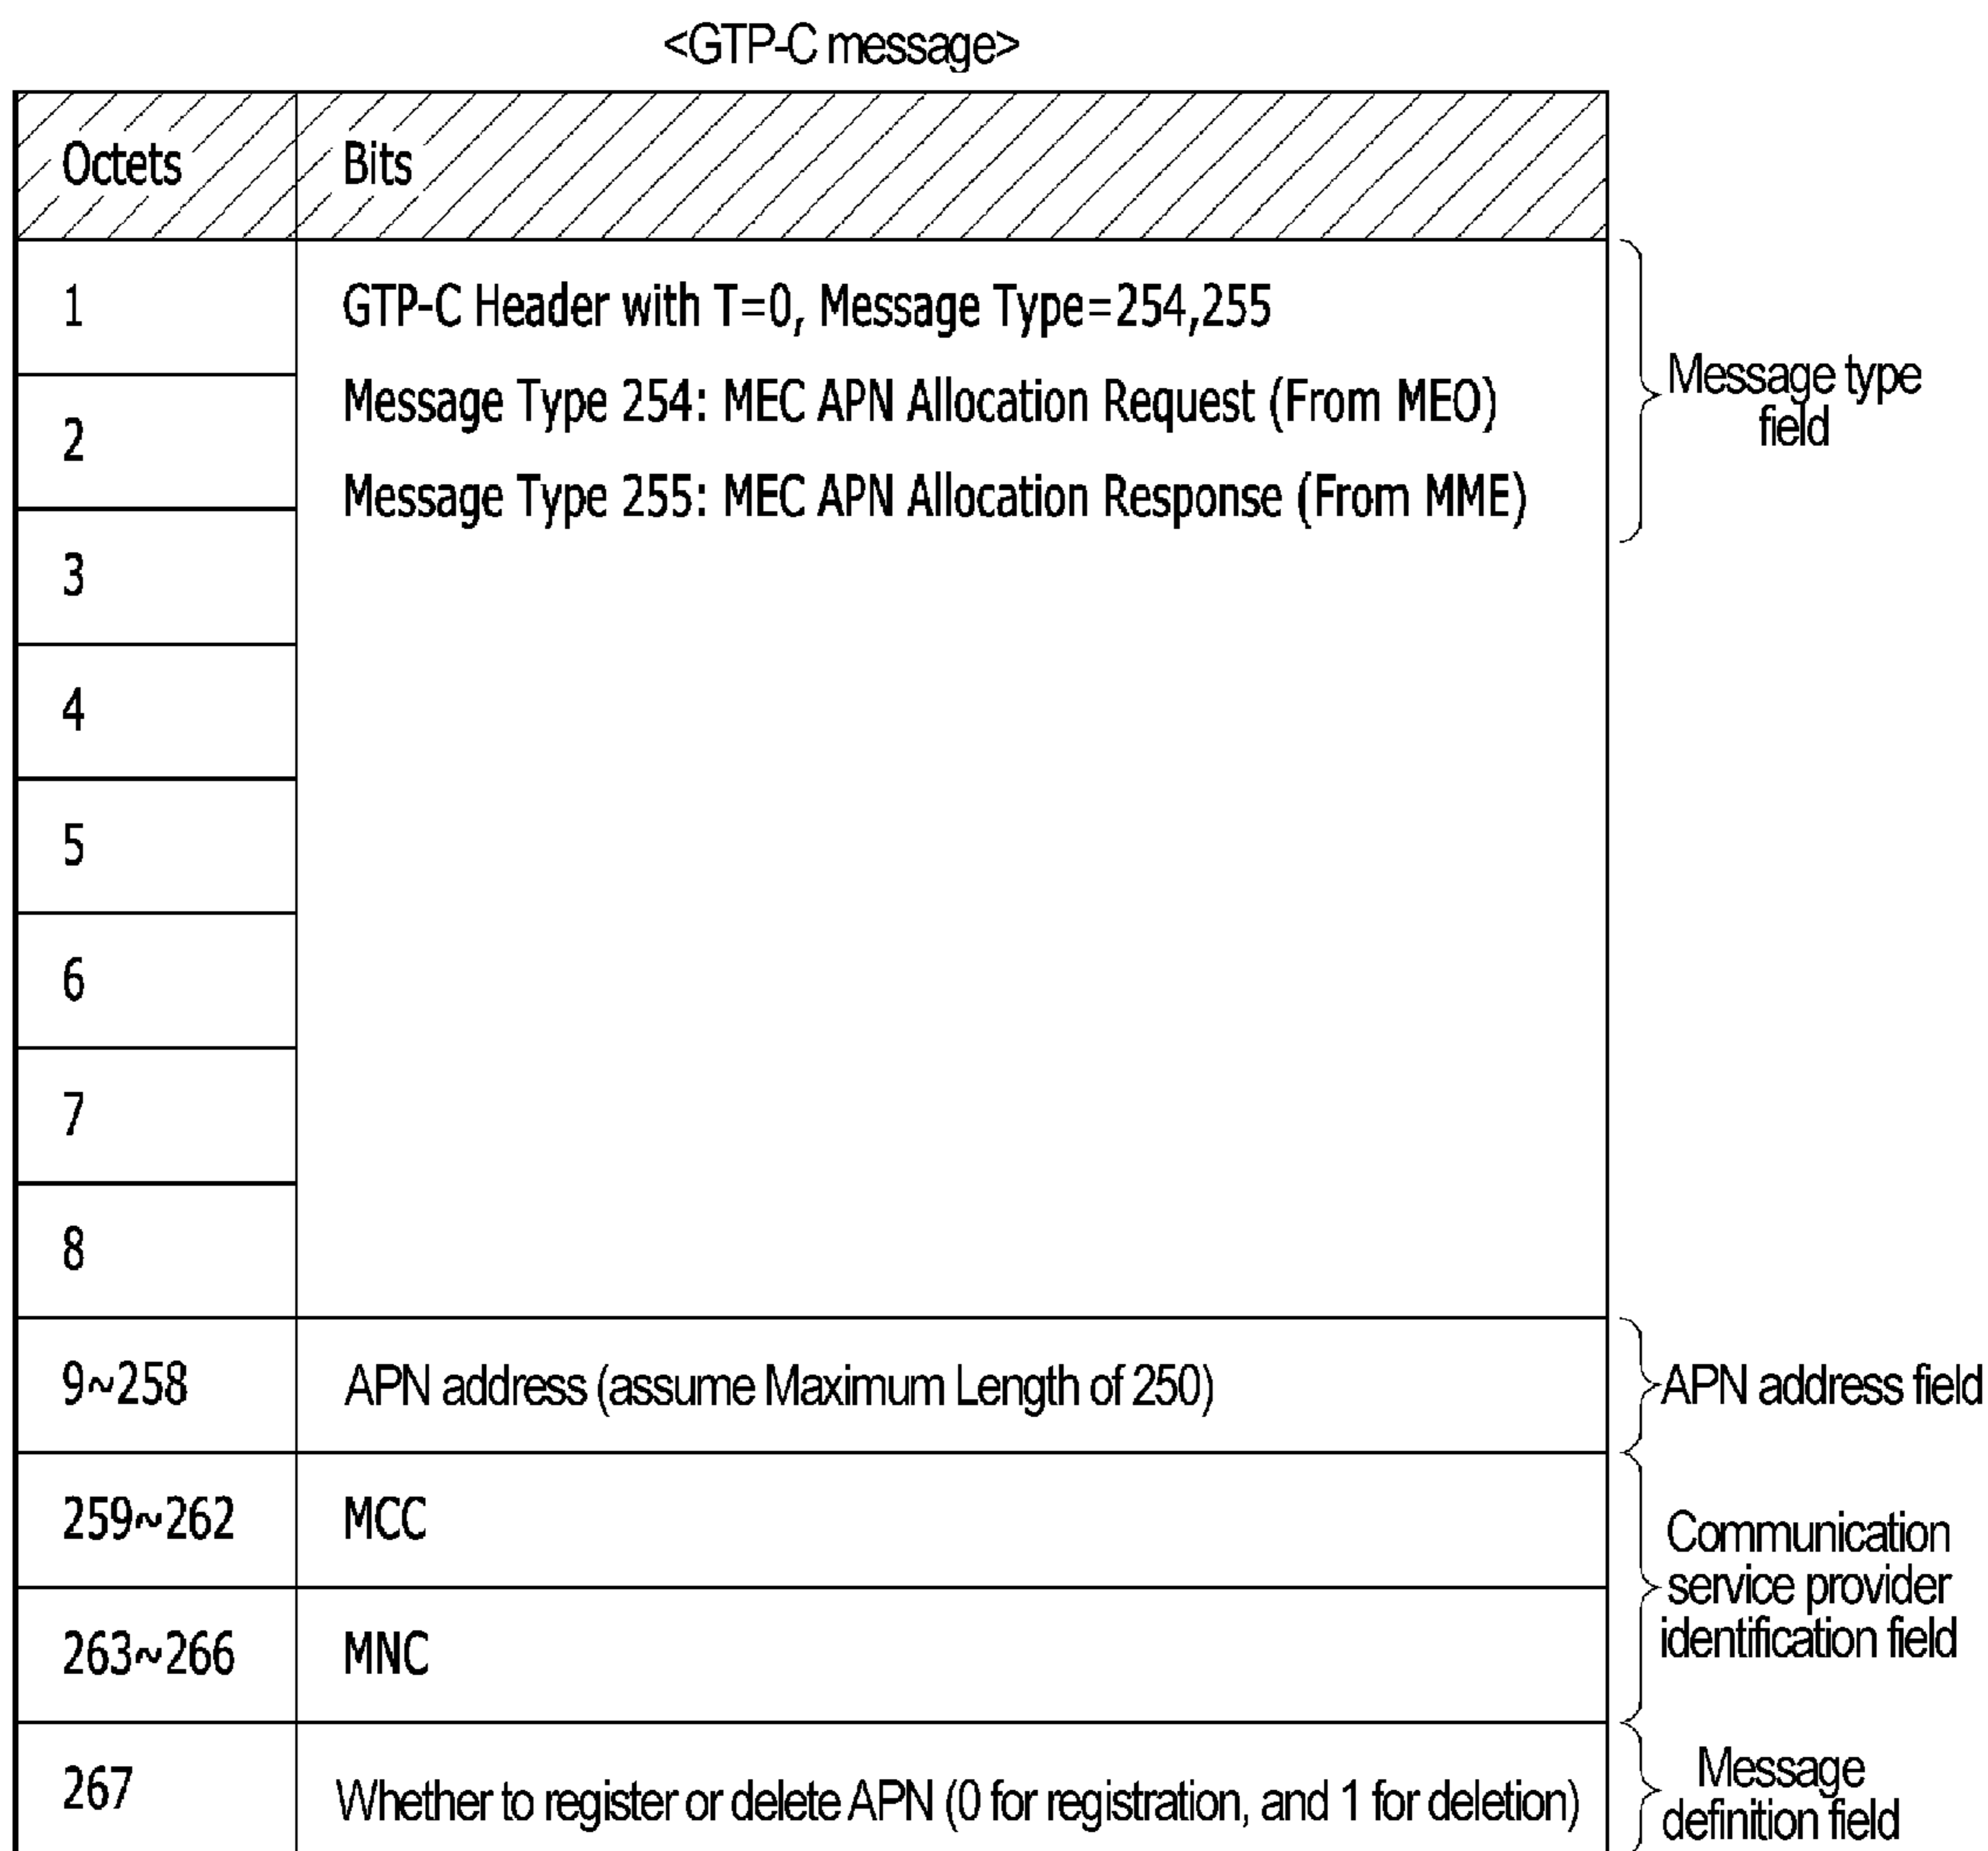 <GTP-C message>
Octets Bits
1 GTP-C Header with T=0, Message Type=254,255
Message Type 254: MEC APN Allocation Request (From MEO)
2
Message Type 255: MEC APN Allocation Response (From MME)
Message type
field
3
4
5
6
7
8
9~258 APN address (assume Maximum Length of 250)
APN address field
259~262 MCC
263~266 MNC
Communication
service provider
identification field
267 Whether to register or delete APN (0 for registration, and 1 for deletion)
Message
definition field